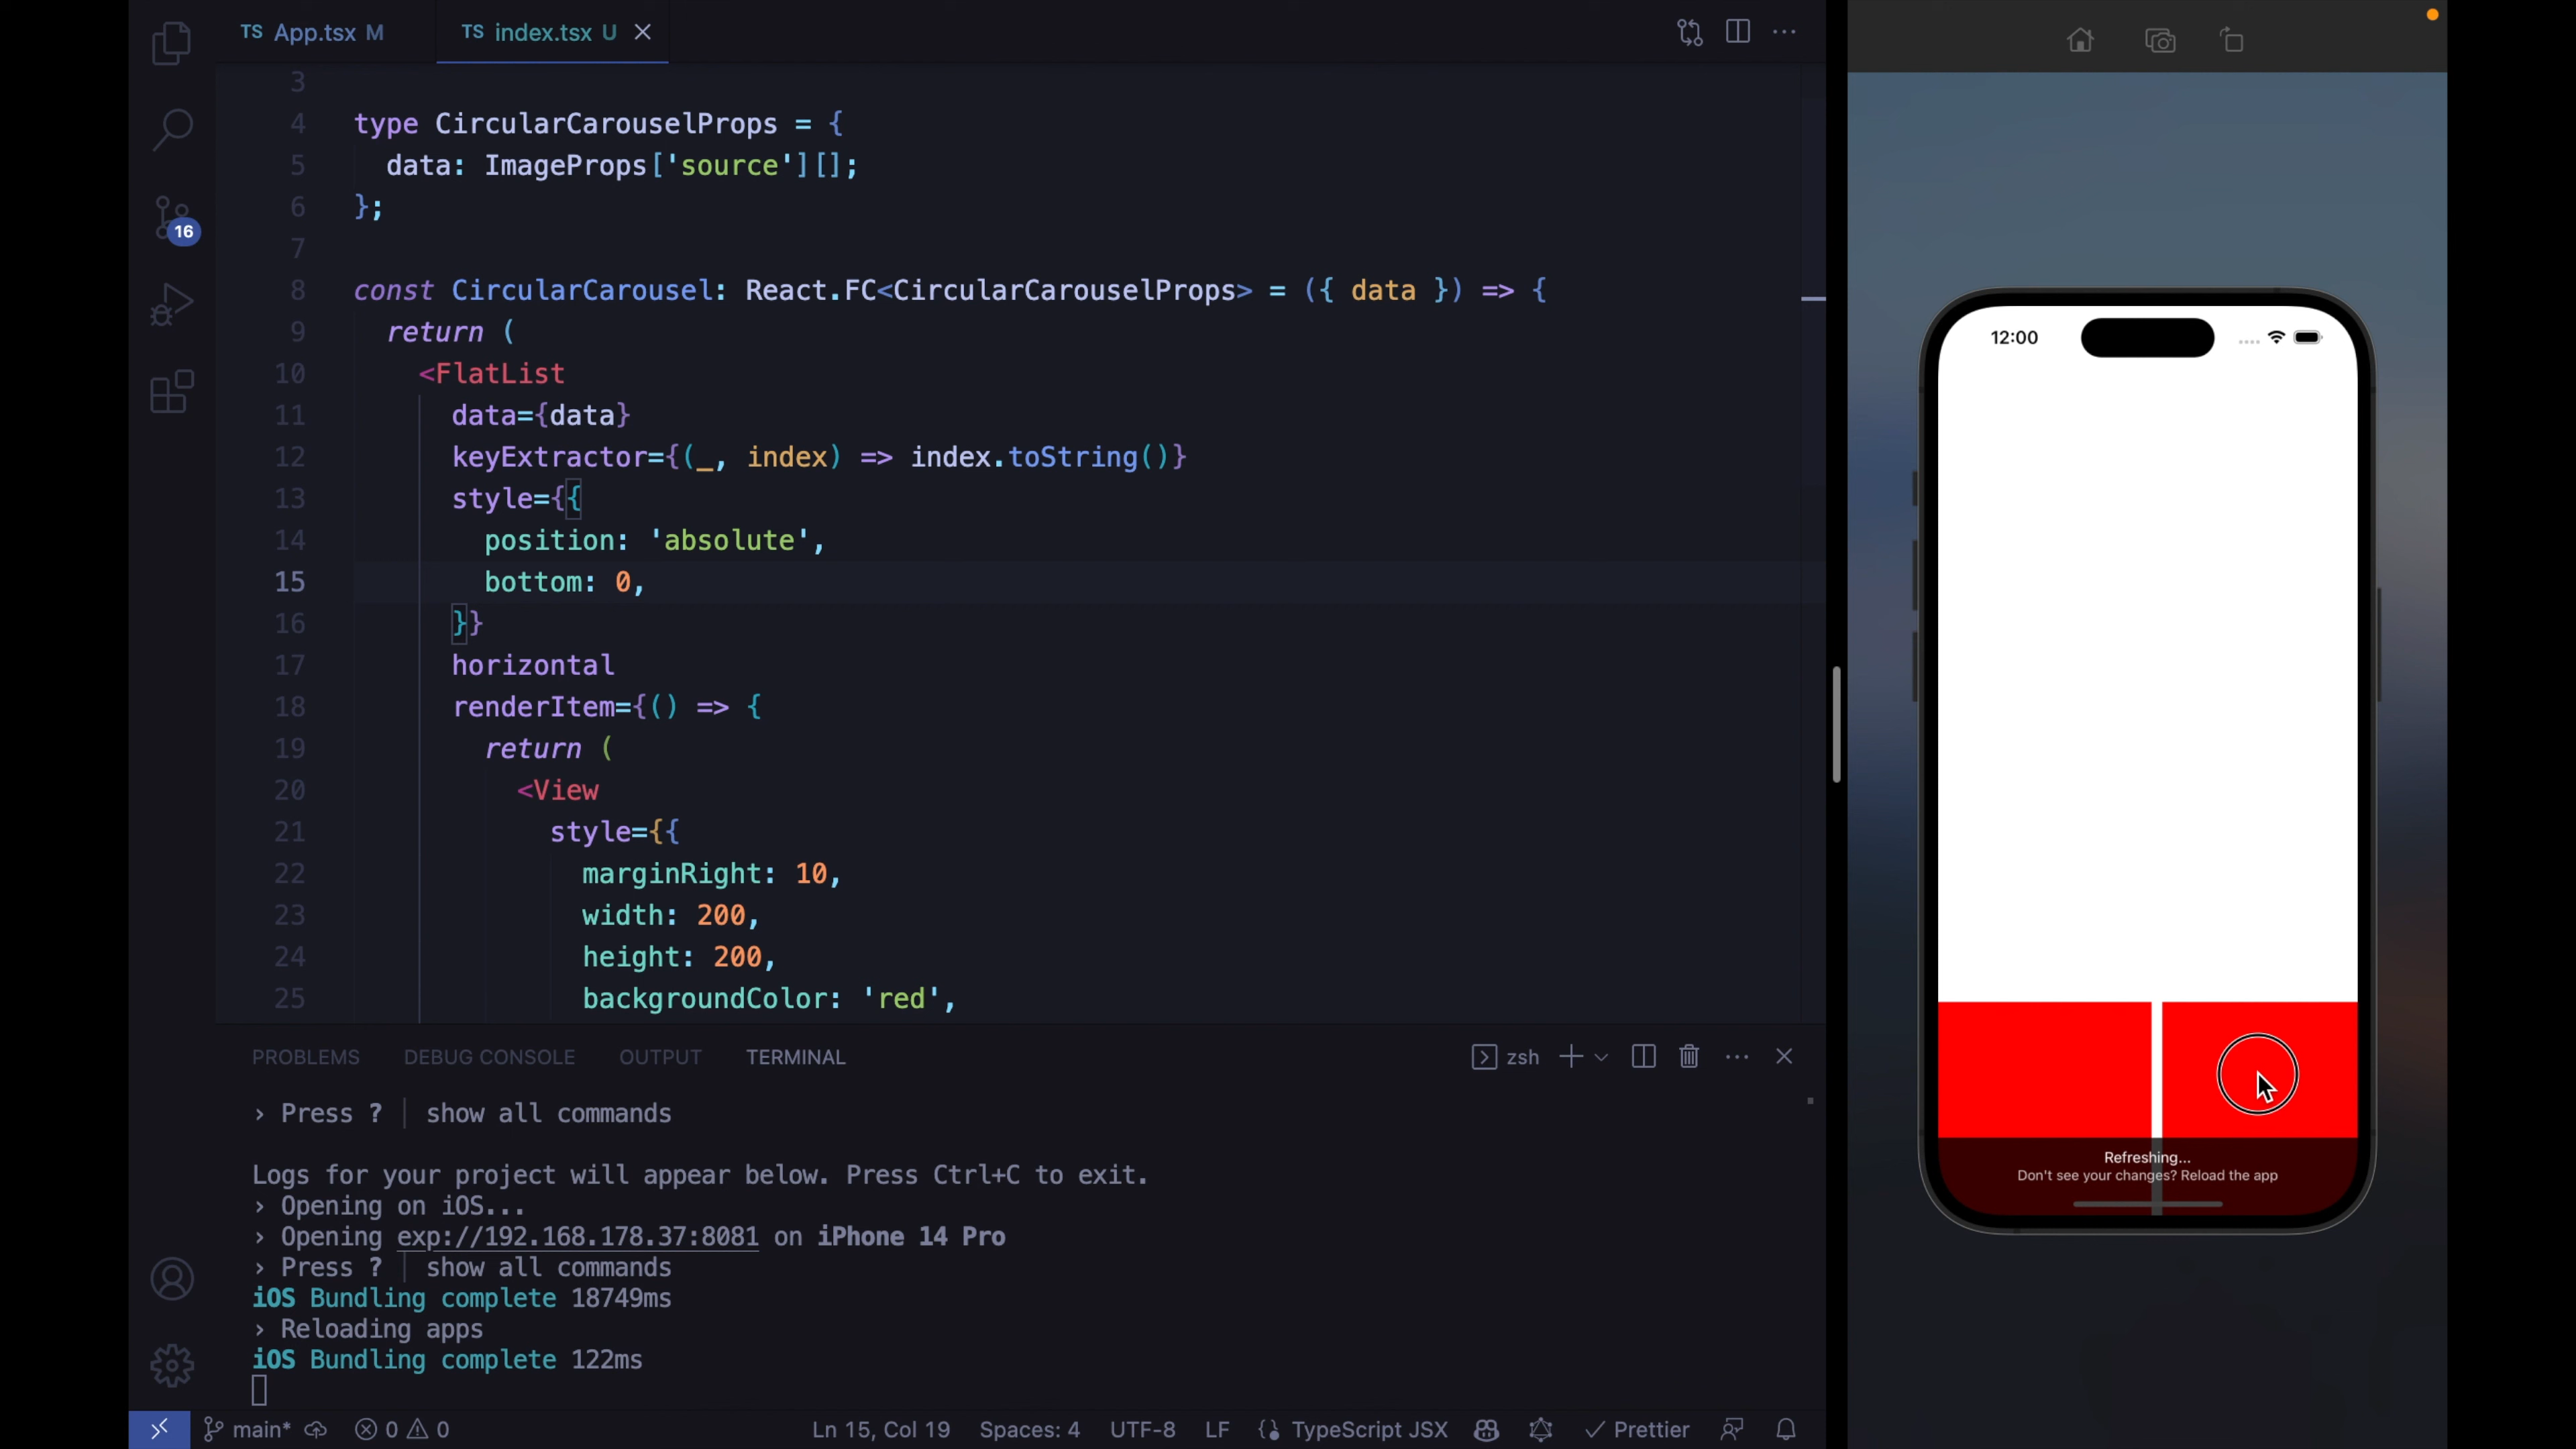 TS App.tsx M
TS index.tsx U
3
4 type CircularCarouselProps = {
5 data: ImageProps['source'][];
6 };
7
8 const CircularCarousel: React.FC<CircularCarouselProps> = ({ data }) => {
9 return (
10 <FlatList
11 data={data}
12 keyExtractor={(_, index) => index.toString()}
13 style={{
14 position: 'absolute',
15 bottom: 0,
16 }}
17 horizontal
18 renderItem={() => {
19 return (
20 <View
21 style={{
22 marginRight: 10,
23 width: 200,
24 height: 200,
25 backgroundColor: 'red',
16
PROBLEMS DEBUG CONSOLE OUTPUT TERMINAL
zsh
› Press ? │ show all commands
Logs for your project will appear below. Press Ctrl+C to exit.
› Opening on iOS...
› Opening exp://192.168.178.37:8081 on iPhone 14 Pro
› Press ? │ show all commands
iOS Bundling complete 18749ms
› Reloading apps
iOS Bundling complete 122ms
main* 0 0 Ln 15, Col 19 Spaces: 4 UTF-8 LF {} TypeScript JSX Prettier
12:00
Refreshing...
Don't see your changes? Reload the app